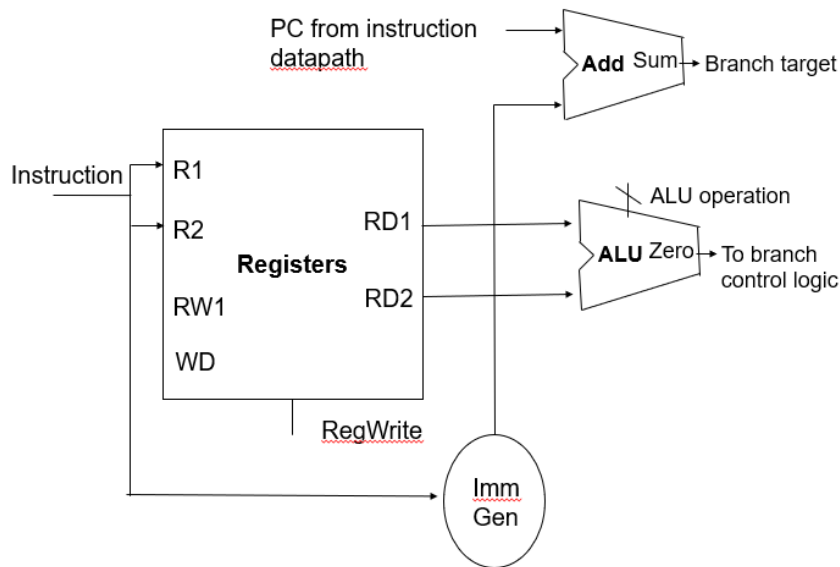 PC from instruction
datapath
Add Sum
Branch target
Instruction
R1
R2
RW1
WD
Registers
RD1
RD2
RegWrite
ALU operation
ALU Zero
To branch
control logic
Imm
Gen